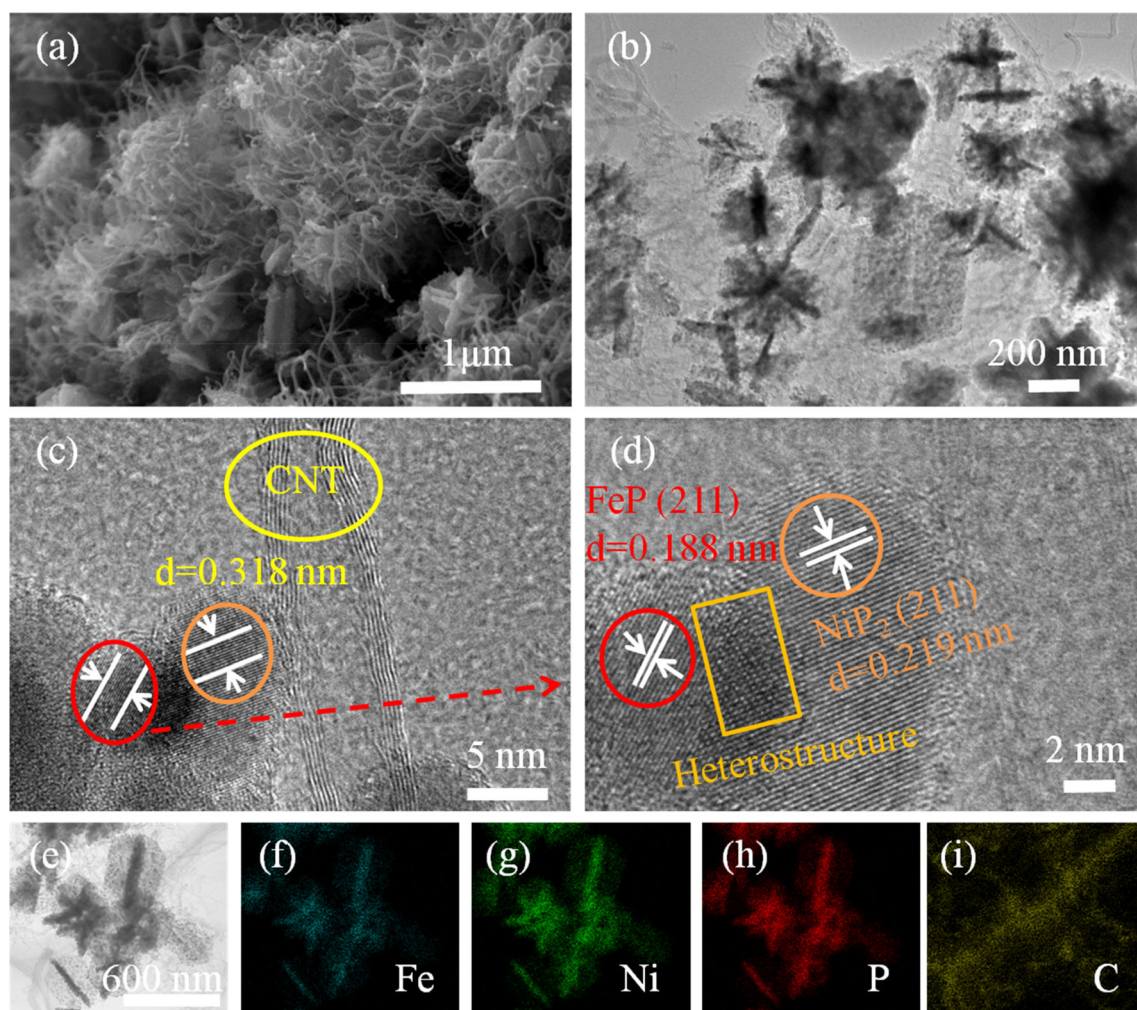 (a)
1μm
(b)
200 nm
(c)
CNT
d=0.318 nm
5 nm
(d)
FeP (211)
d=0.188 nm
NiP₂ (211)
d=0.219 nm
Heterostructure
2 nm
(e)
600 nm
(f)
Fe
(g)
Ni
(h)
P
(i)
C